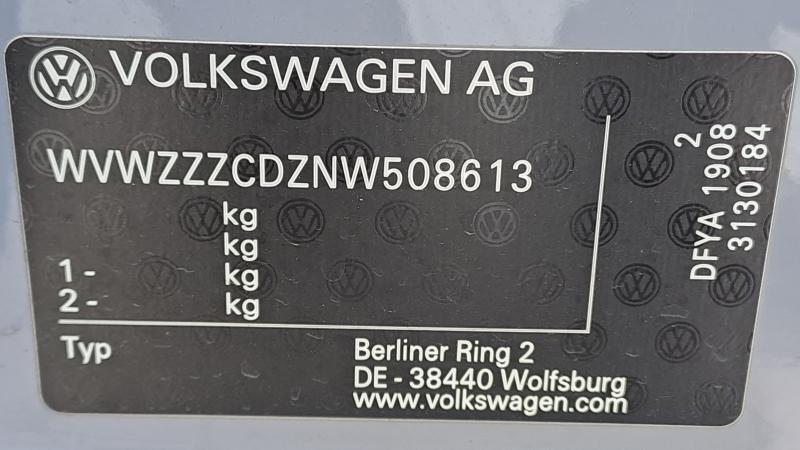 VOLKSWAGEN AG
WVWZZZCDZNW508613
kg
kg
1 - kg
2 - kg
Typ
Berliner Ring 2
DE - 38440 Wolfsburg
www.volkswagen.com
2
DFYA 1908
3130184